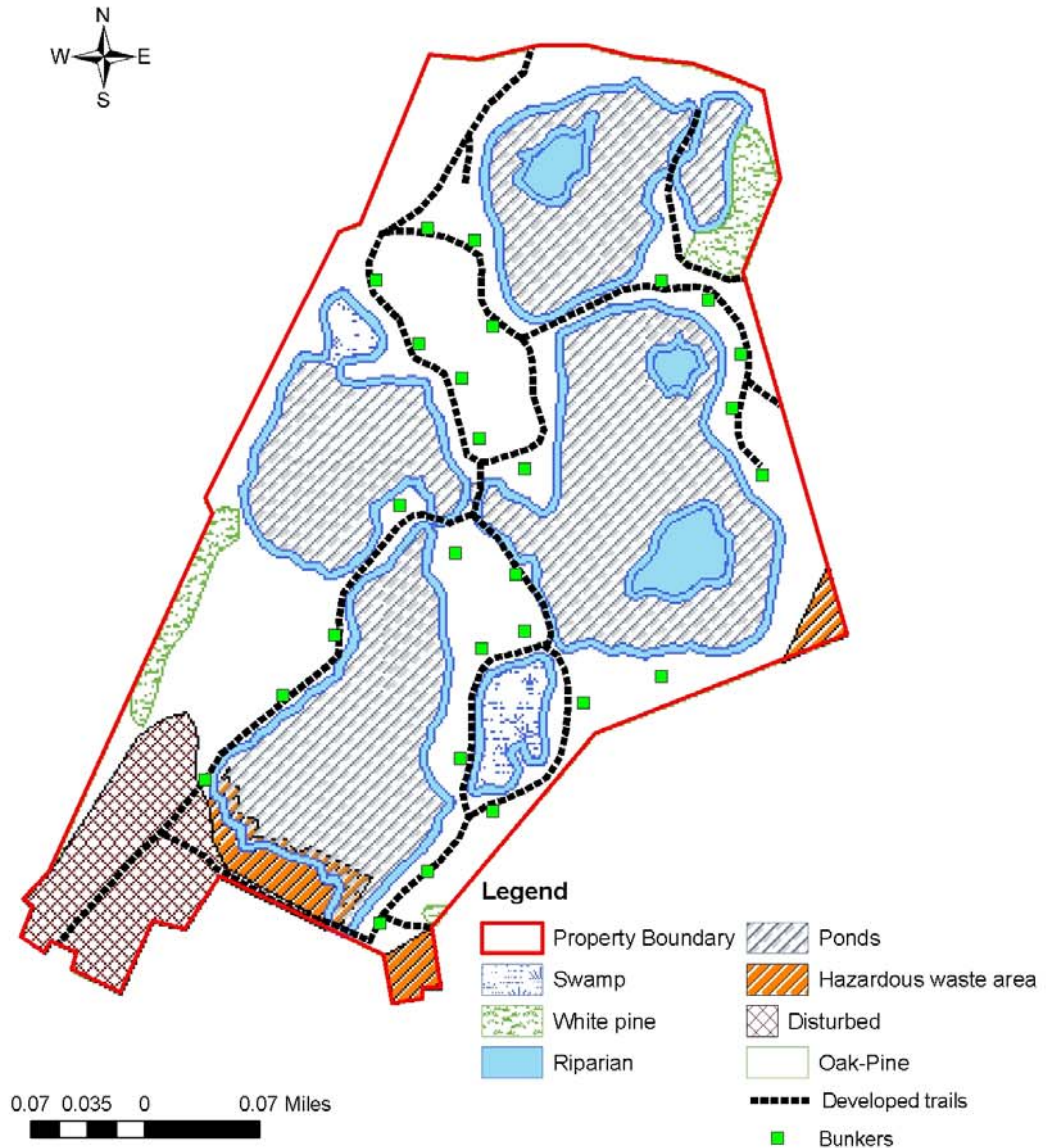 N
W E
S
Legend
Property Boundary
Ponds
Swamp
Hazardous waste area
White pine
Disturbed
Riparian
Oak-Pine
Developed trails
Bunkers
0.07 0.035 0 0.07 Miles